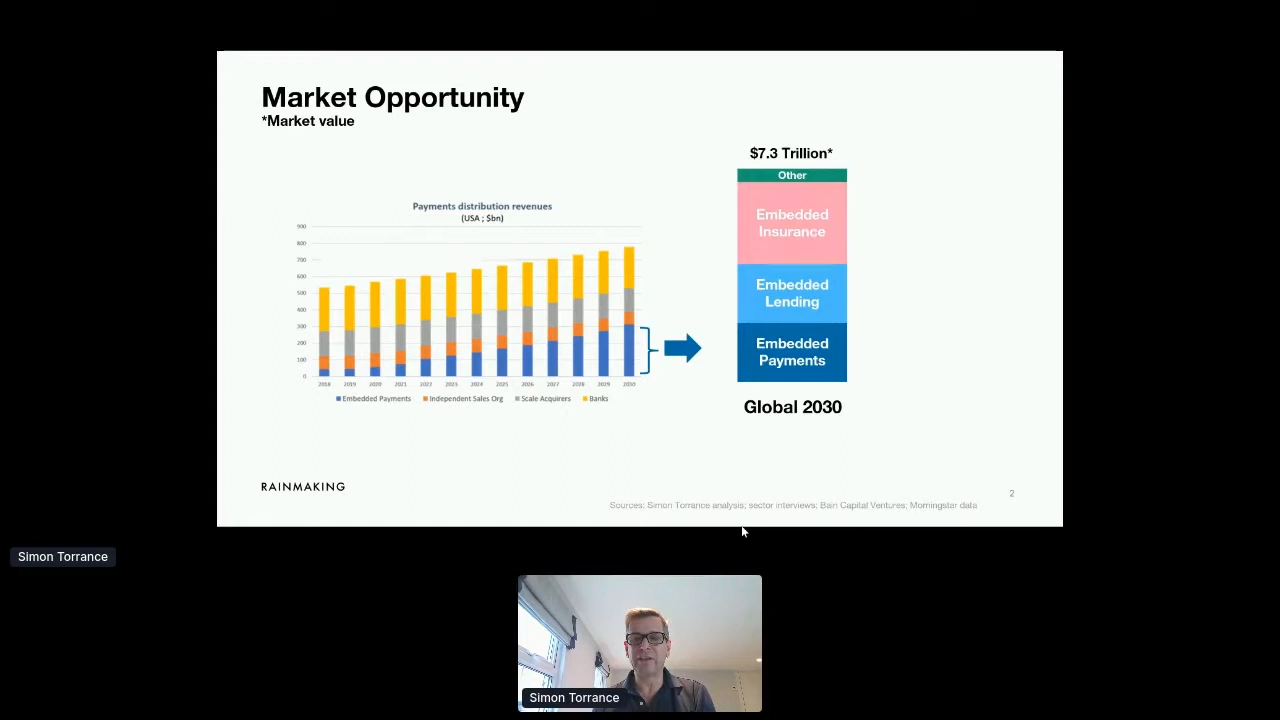 Market Opportunity
*Market value
$7.3 Trillion*
Other
Embedded
Insurance
Embedded
Lending
Embedded
Payments
Global 2030
Payments distribution revenues
(USA ; $bn)
900
800
700
600
500
400
300
200
100
0
2018 2019 2020 2021 2022 2023 2024 2025 2026 2027 2028 2029 2030
Embedded Payments Independent Sales Org Scale Acquirers Banks
RAINMAKING
2
Sources: Simon Torrance analysis; sector interviews; Bain Capital Ventures; Morningstar data
Simon Torrance
Simon Torrance